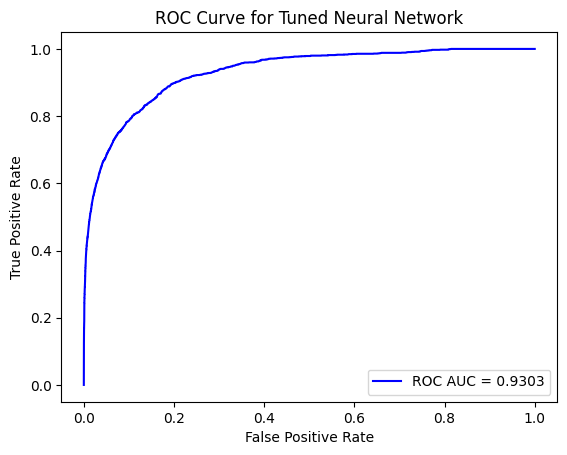 ROC Curve for Tuned Neural Network
True Positive Rate
1.0
0.8
0.6
0.4
0.2
0.0
ROC AUC = 0.9303
0.0 0.2 0.4 0.6 0.8 1.0
False Positive Rate